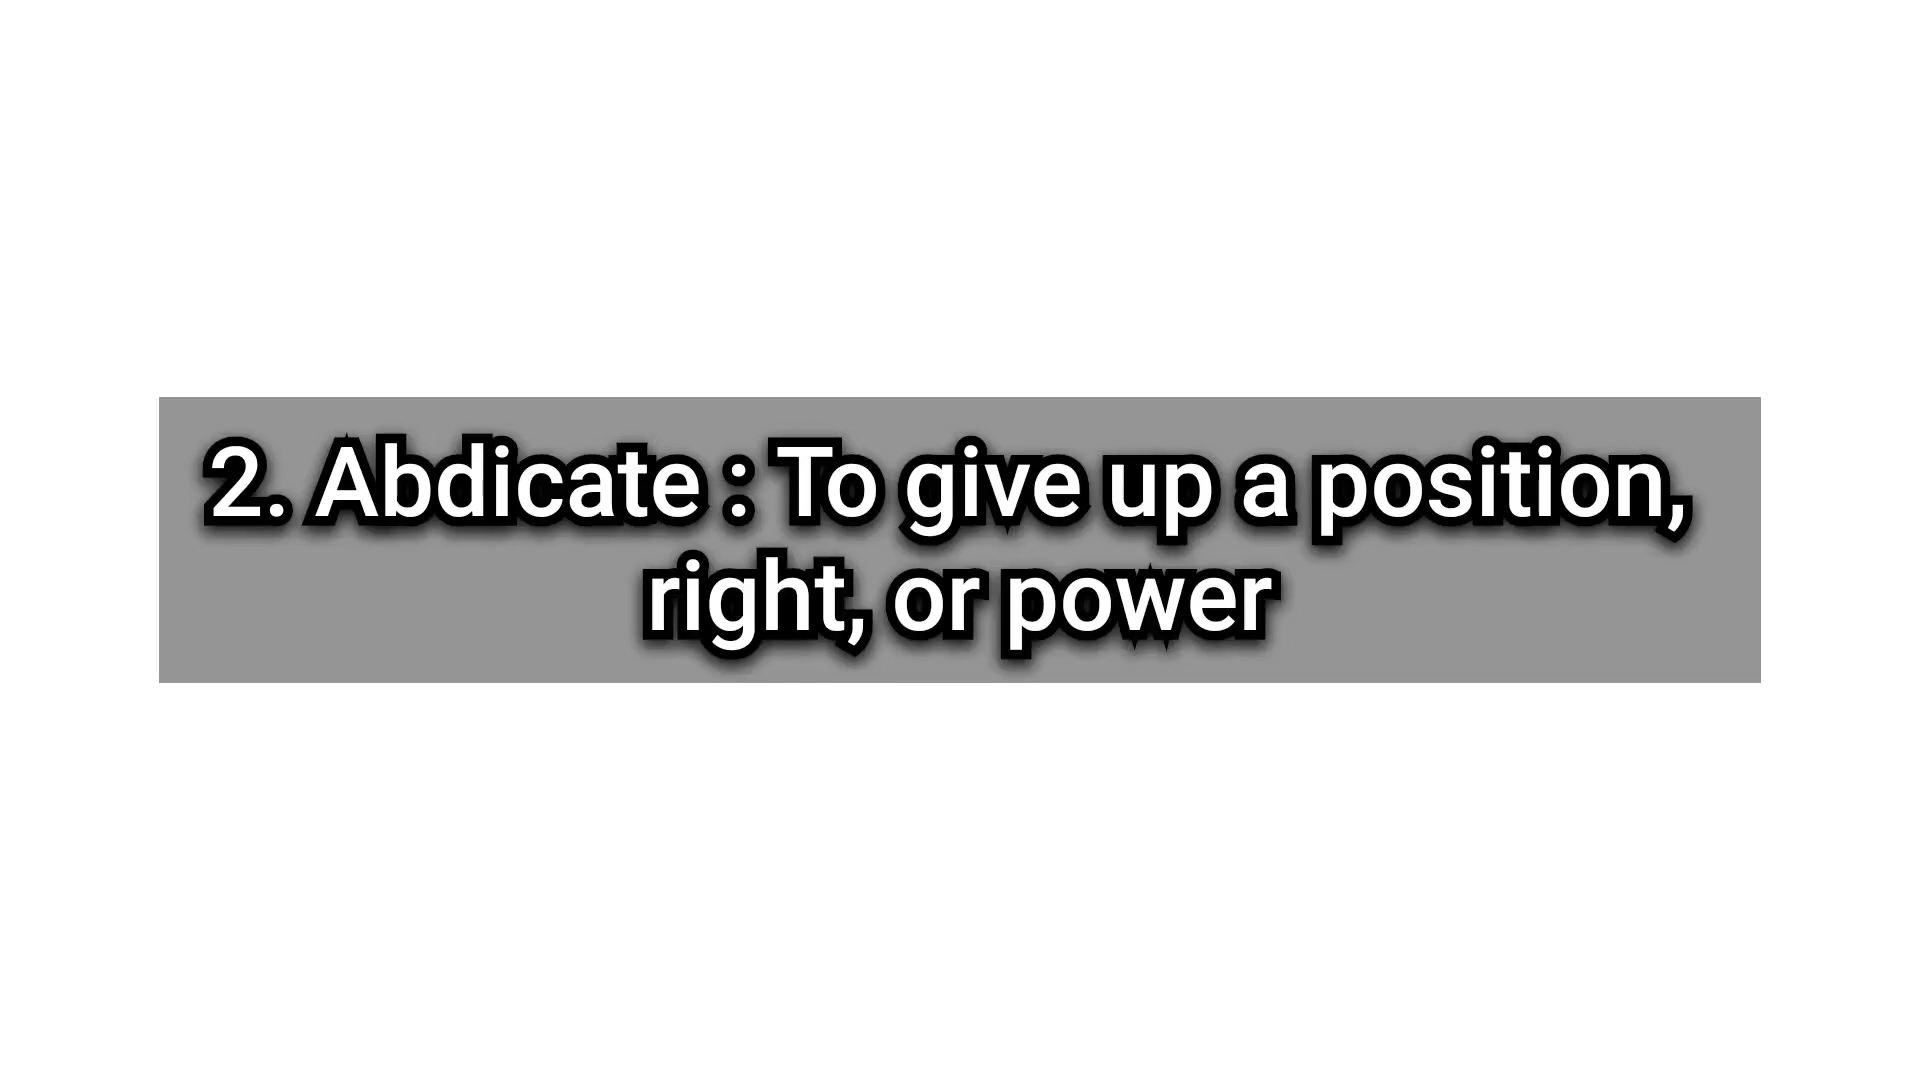 2. Abdicate : To give up a position,
right, or power